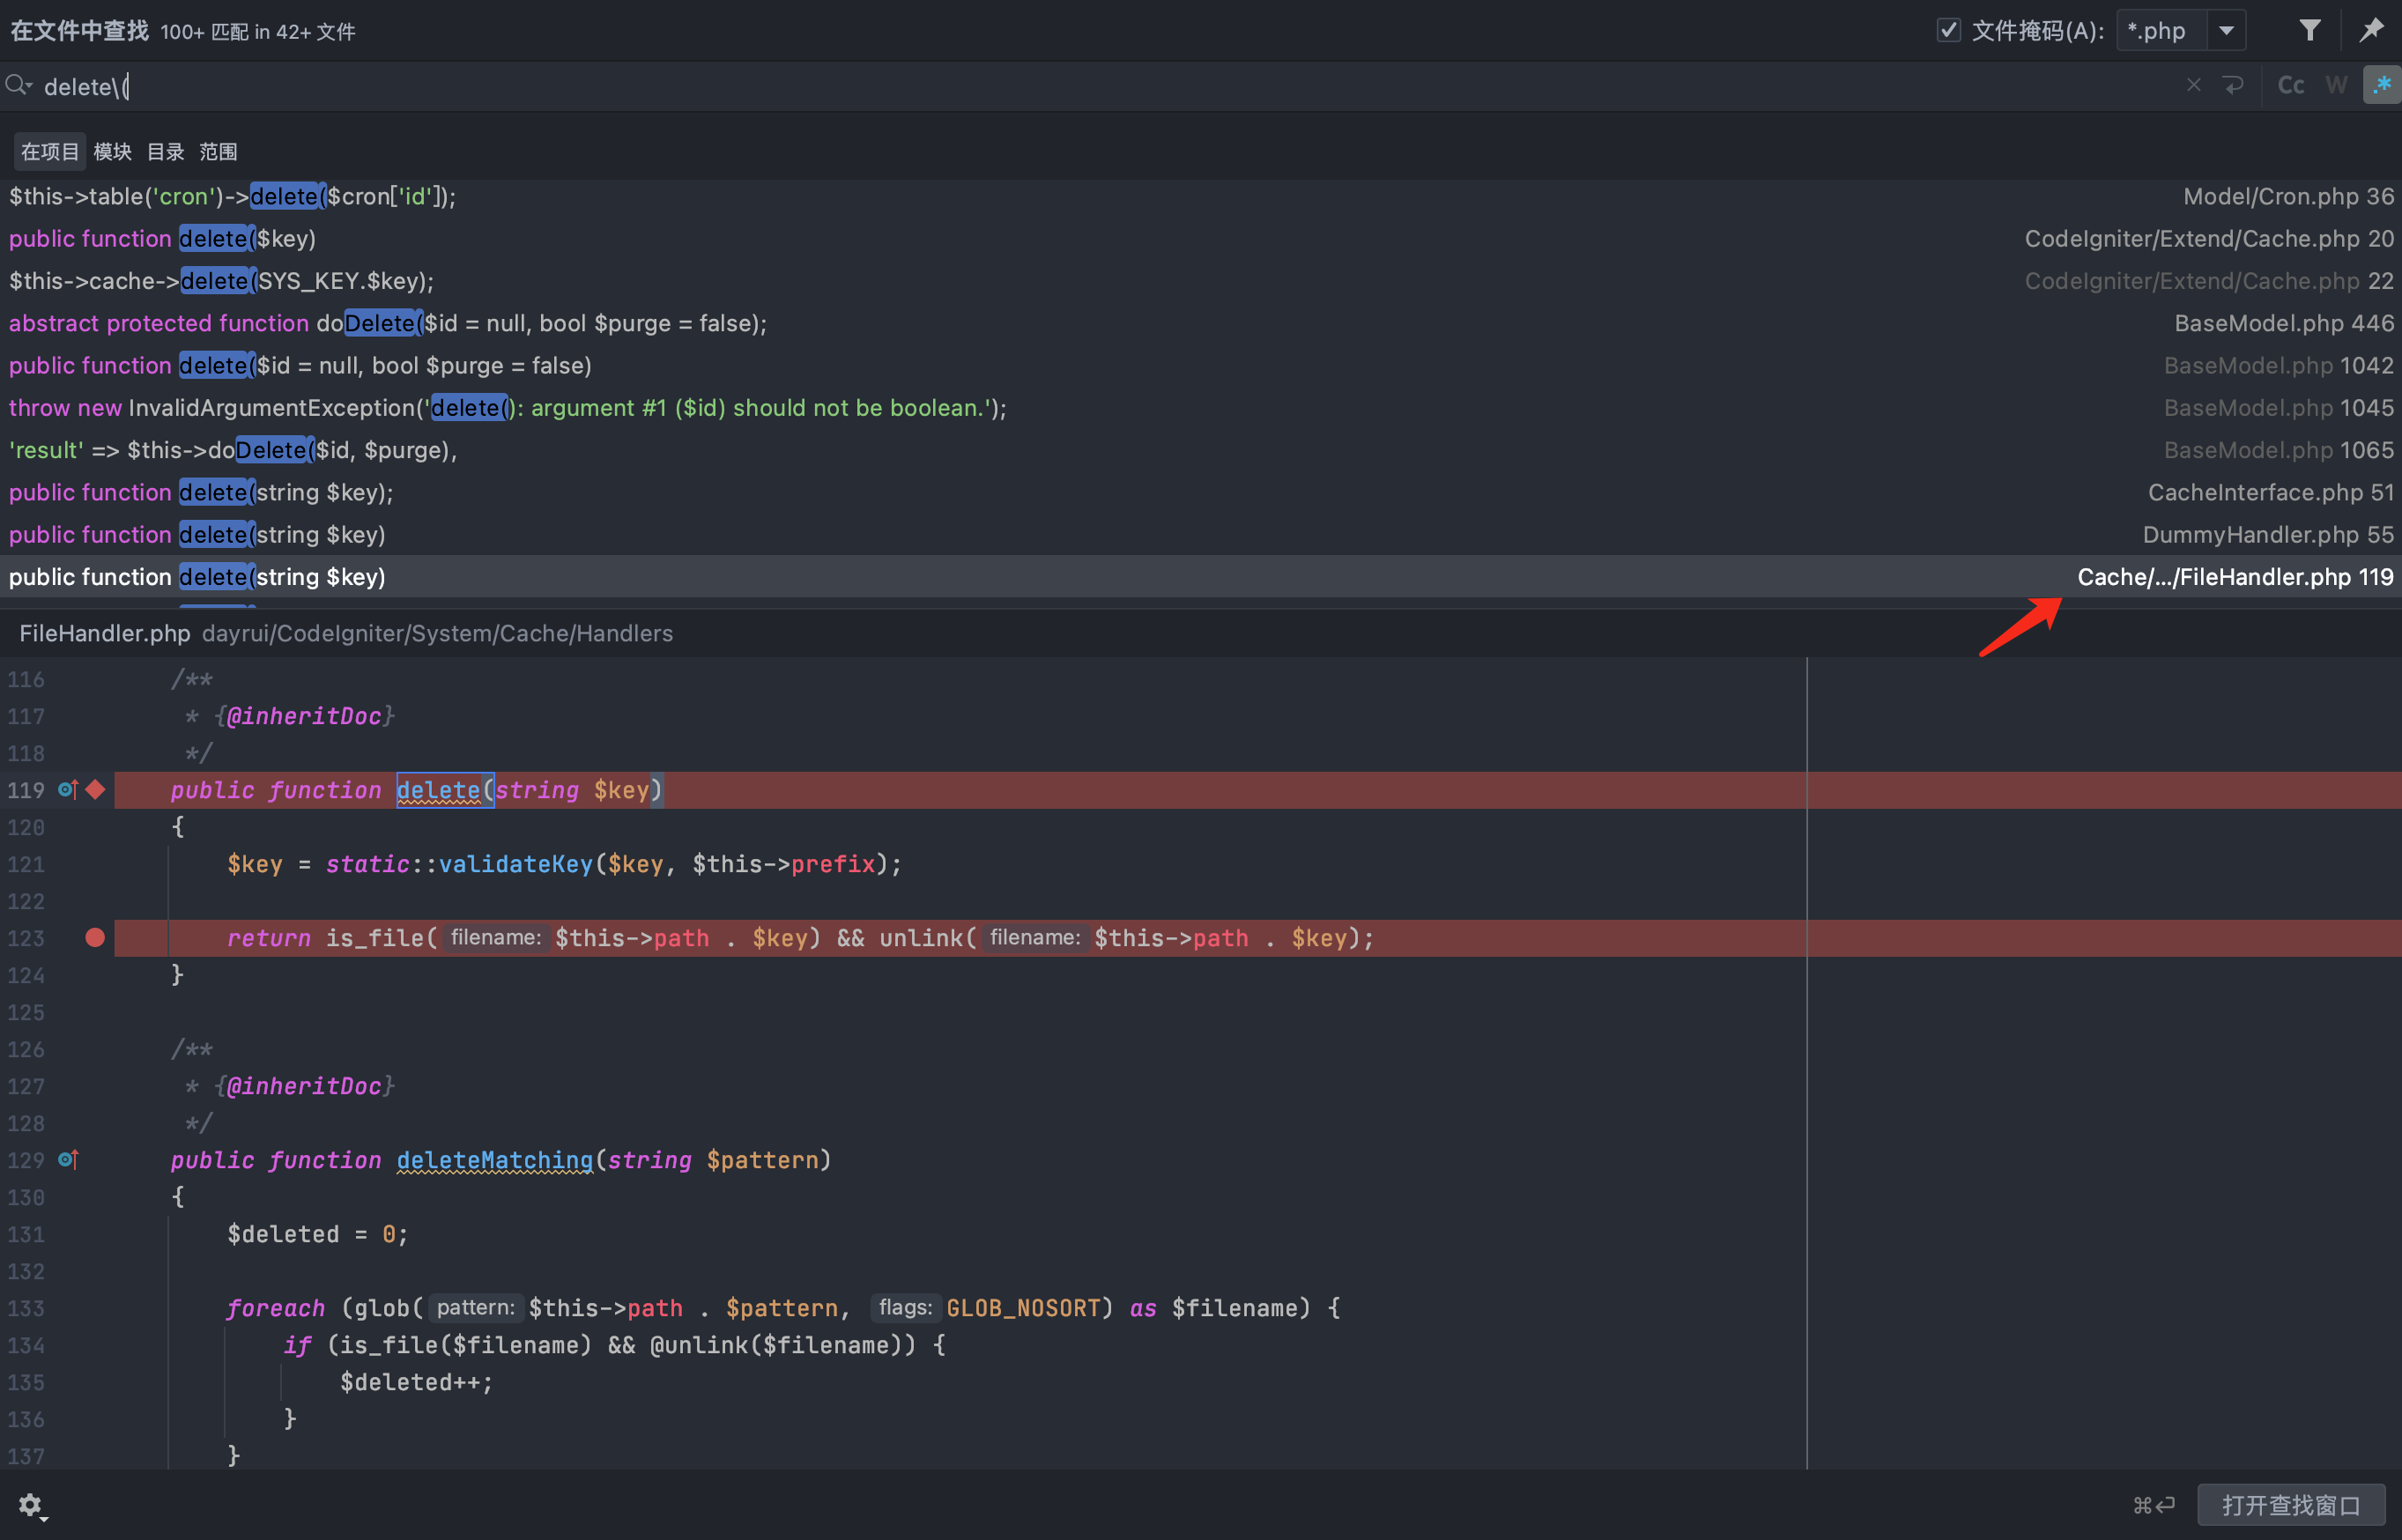 在文件中查找 100+ 匹配 in 42+ 文件 文件掩码(A): *.php
delete\( Cc W .*
在项目 模块 目录 范围
$this->table('cron')->delete($cron['id']); Model/Cron.php 36
public function delete($key) CodeIgniter/Extend/Cache.php 20
$this->cache->delete(SYS_KEY.$key); CodeIgniter/Extend/Cache.php 22
abstract protected function doDelete($id = null, bool $purge = false); BaseModel.php 446
public function delete($id = null, bool $purge = false) BaseModel.php 1042
throw new InvalidArgumentException('delete(): argument #1 ($id) should not be boolean.'); BaseModel.php 1045
'result' => $this->doDelete($id, $purge), BaseModel.php 1065
public function delete(string $key); CacheInterface.php 51
public function delete(string $key) DummyHandler.php 55
public function delete(string $key) Cache/.../FileHandler.php 119
FileHandler.php dayrui/CodeIgniter/System/Cache/Handlers
116 /**
117 * {@inheritDoc}
118 */
119 public function delete(string $key)
120 {
121 $key = static::validateKey($key, $this->prefix);
122
123 return is_file( filename: $this->path . $key) && unlink( filename: $this->path . $key);
124 }
125
126 /**
127 * {@inheritDoc}
128 */
129 public function deleteMatching(string $pattern)
130 {
131 $deleted = 0;
132
133 foreach (glob( pattern: $this->path . $pattern, flags: GLOB_NOSORT) as $filename) {
134 if (is_file($filename) && @unlink($filename)) {
135 $deleted++;
136 }
137 }
⌘↩ 打开查找窗口